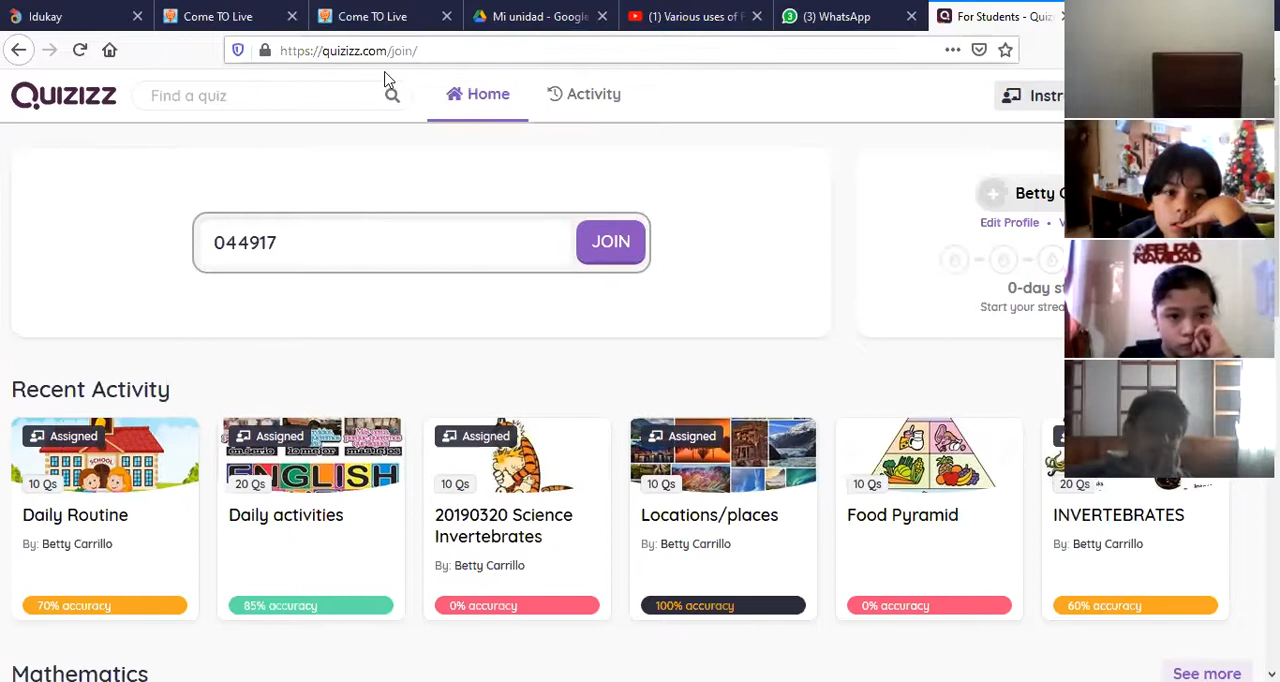 Idukay
Come TO Live
Come TO Live
Mi unidad - Google
(1) Various uses of
(3) WhatsApp
For Students - Quiz
https://quizizz.com/join/
QUIZIZZ
Find a quiz
Home
Activity
Instr
044917
JOIN
Betty C
Edit Profile •
0-day st
Start your strea
FELIZ
NAVIDAD
Recent Activity
Assigned
Assigned
Assigned
Assigned
SCHOOL
ENGLISH
10 Qs
20 Qs
10 Qs
10 Qs
10 Qs
20 Qs
Daily Routine
Daily activities
20190320 Science
Invertebrates
Locations/places
Food Pyramid
INVERTEBRATES
By: Betty Carrillo
By: Betty Carrillo
By: Betty Carrillo
By: Betty Carrillo
70% accuracy
85% accuracy
0% accuracy
100% accuracy
0% accuracy
60% accuracy
Mathematics
See more